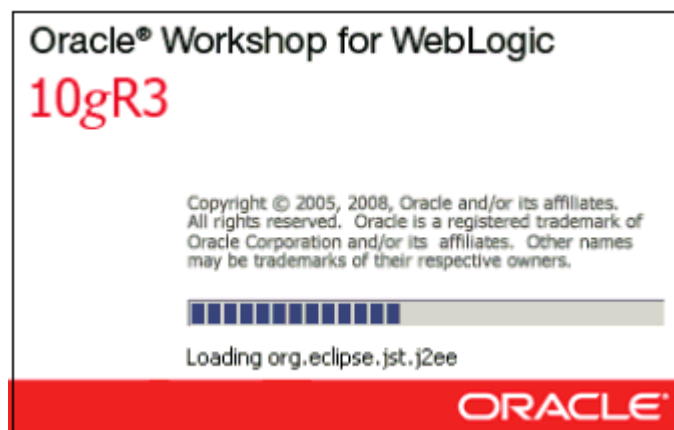 Oracle® Workshop for WebLogic
10gR3
Copyright © 2005, 2008, Oracle and/or its affiliates.
All rights reserved.  Oracle is a registered trademark of
Oracle Corporation and/or its  affiliates.  Other names
may be trademarks of their respective owners.
Loading org.eclipse.jst.j2ee
ORACLE